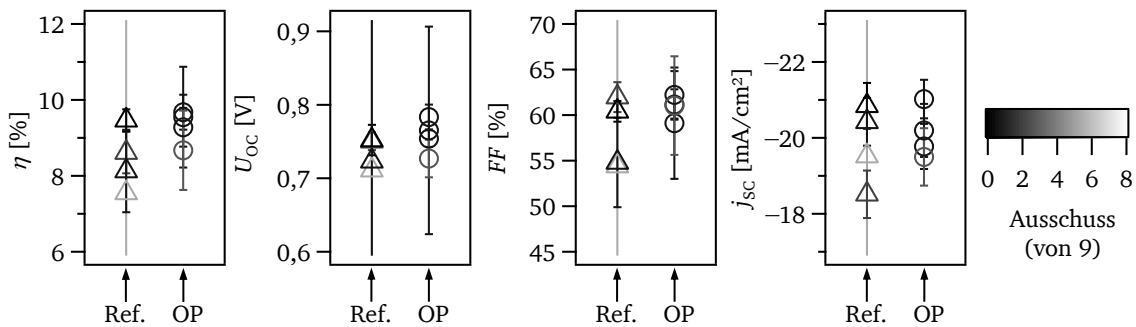 12
10
8
6
η [%]
Ref.
OP
0,9
0,8
0,7
0,6
U_OC [V]
Ref.
OP
70
65
60
55
50
45
FF [%]
Ref.
OP
−22
−20
−18
j_SC [mA/cm²]
Ref.
OP
0 2 4 6 8
Ausschuss
(von 9)